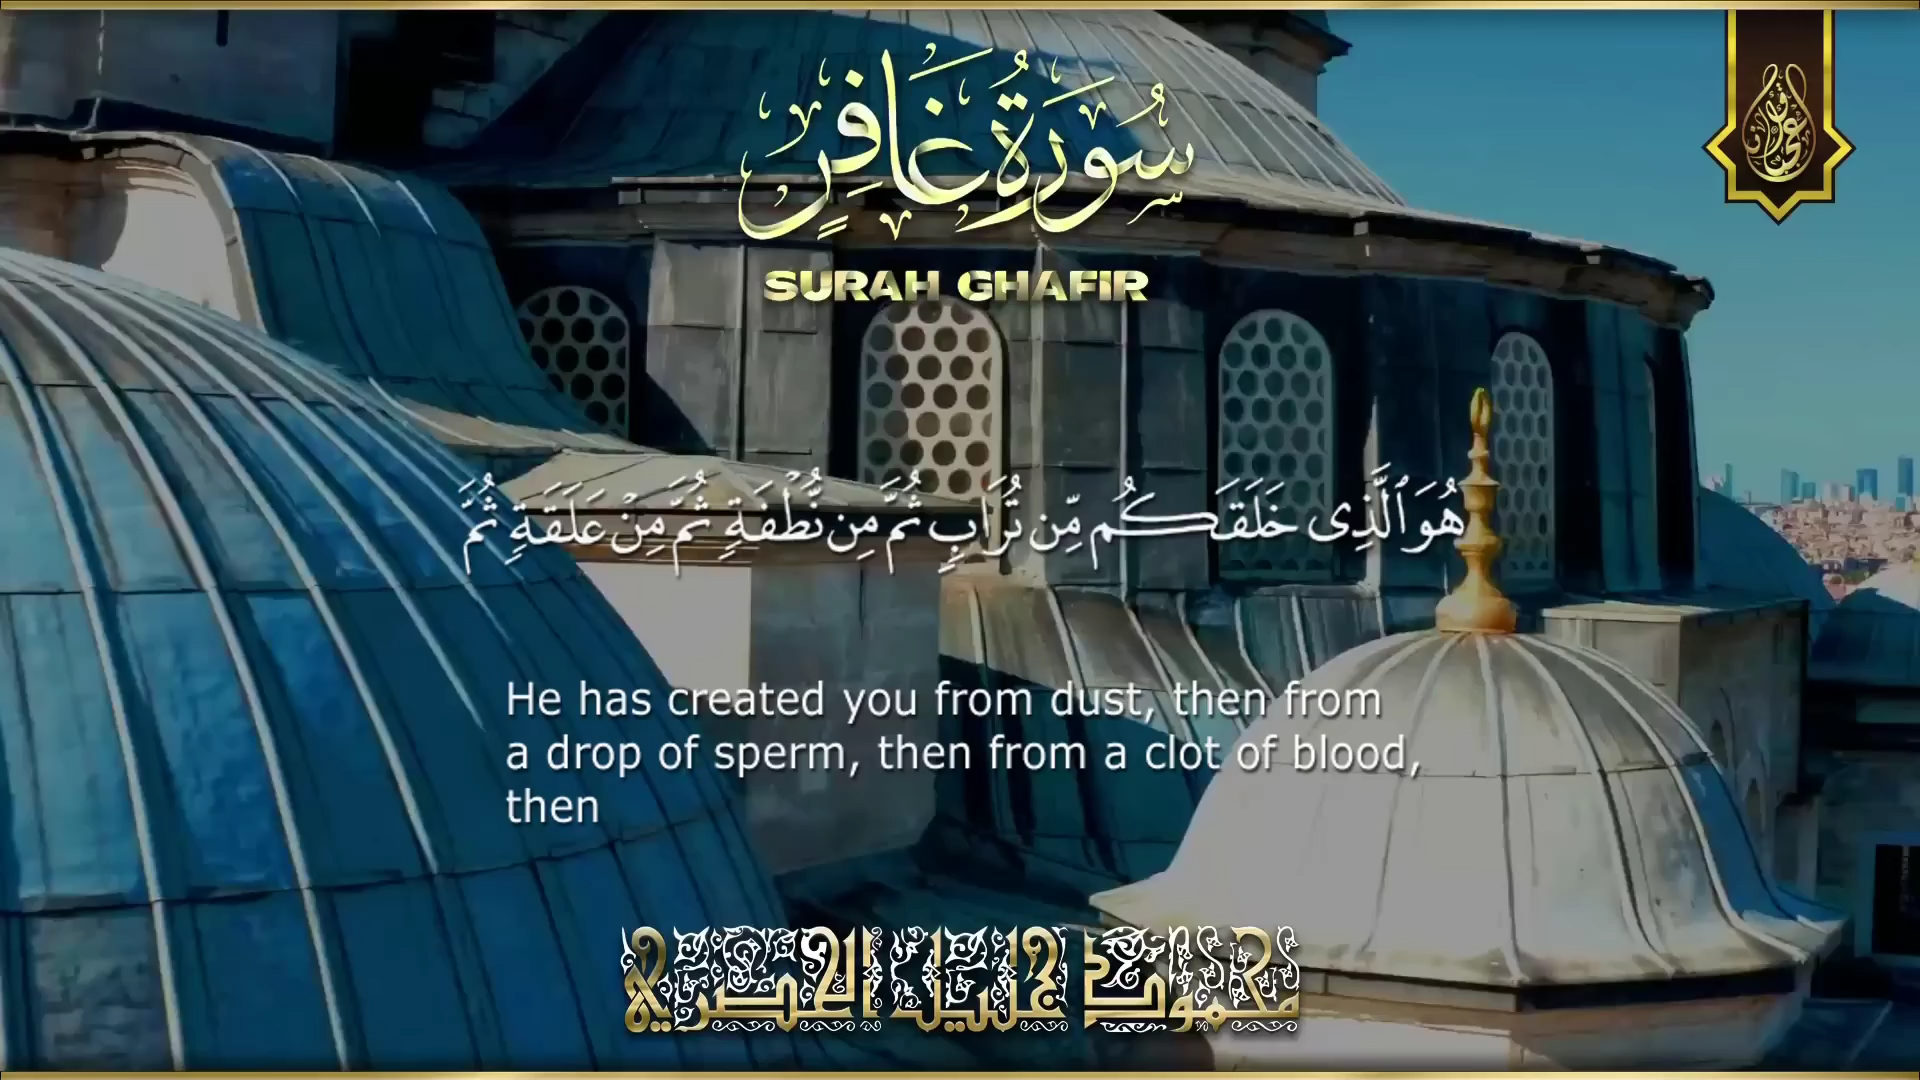 سُورَةُ غَافِرٍ
SURAH GHAFIR
هُوَ ٱلَّذِى خَلَقَكُم مِّن تُرَابٍ ثُمَّ مِن نُّطْفَةٍ ثُمَّ مِنْ عَلَقَةٍ ثُمَّ
He has created you from dust, then from
a drop of sperm, then from a clot of blood,
then
محمود خليل الحصري